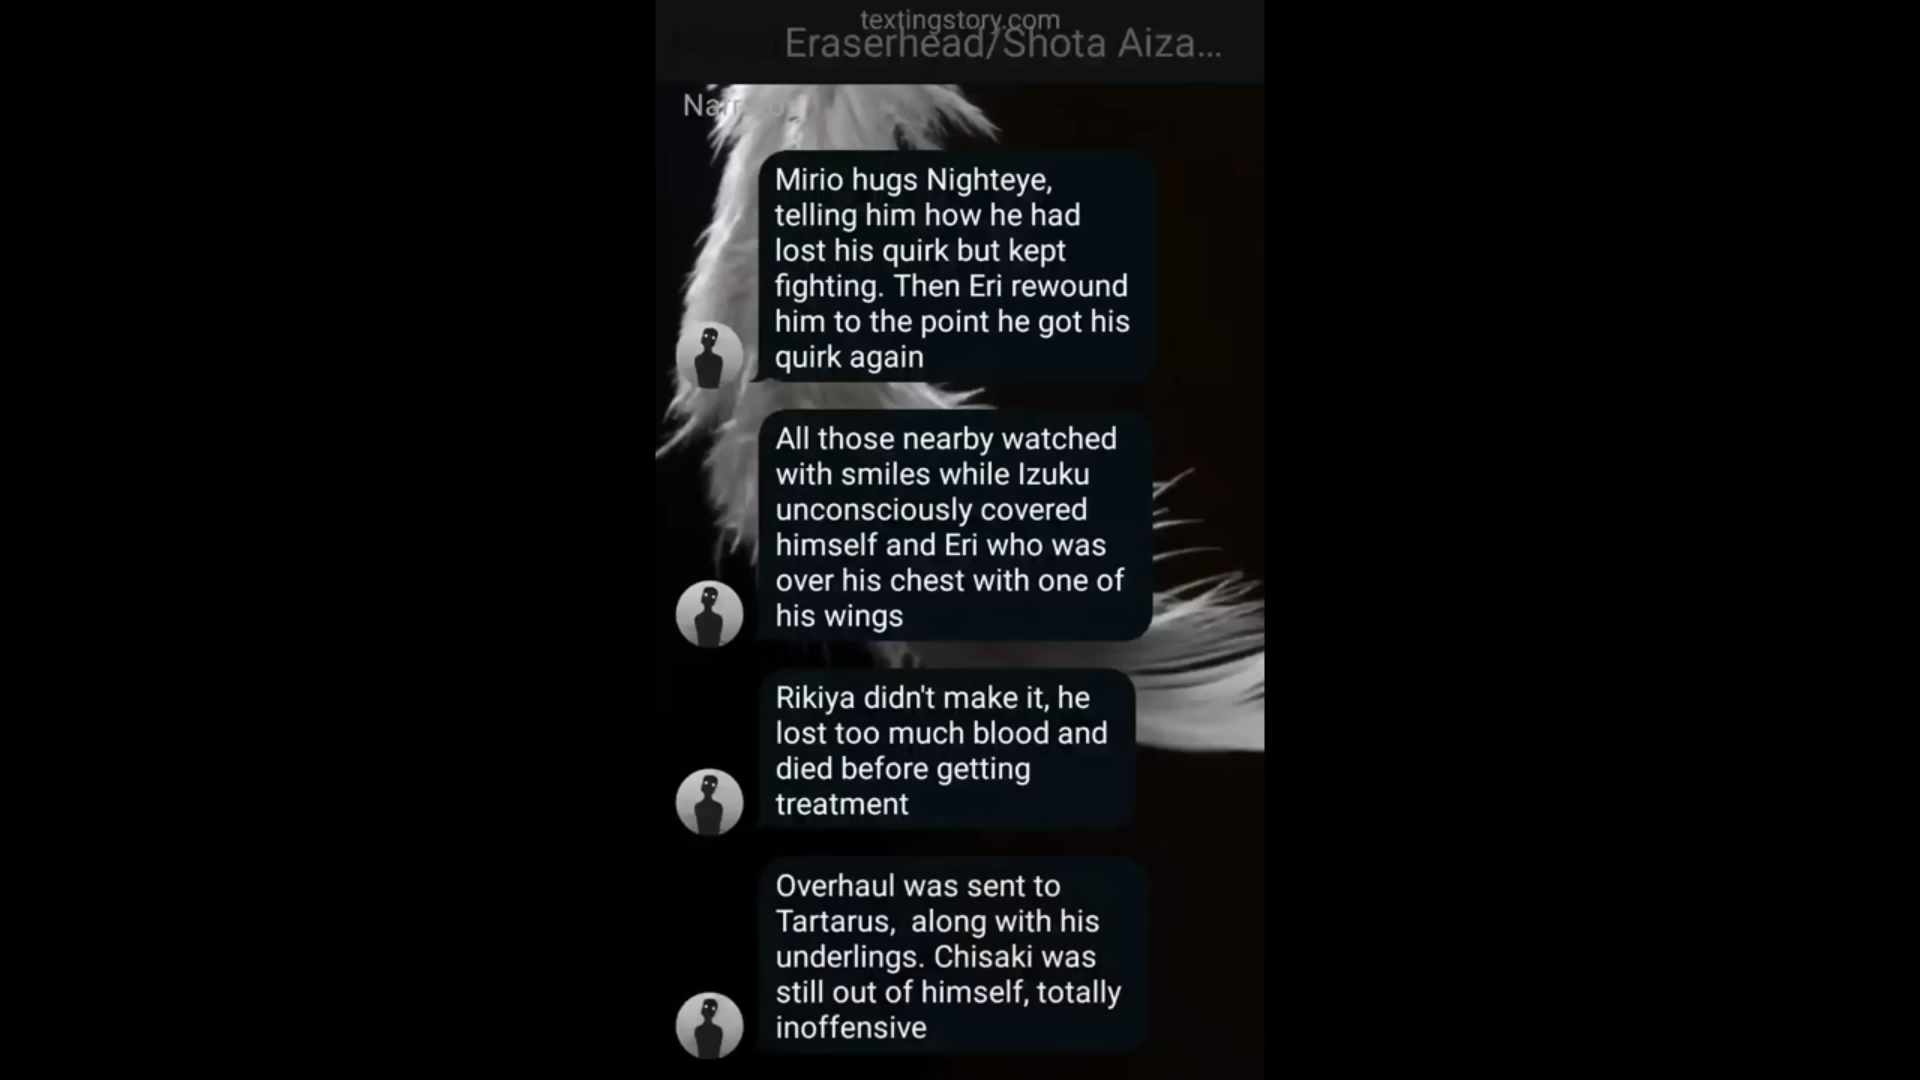 textingstory.com
Eraserhead/Shota Aiza...
Narrator
Mirio hugs Nighteye,
telling him how he had
lost his quirk but kept
fighting. Then Eri rewound
him to the point he got his
quirk again
All those nearby watched
with smiles while Izuku
unconsciously covered
himself and Eri who was
over his chest with one of
his wings
Rikiya didn't make it, he
lost too much blood and
died before getting
treatment
Overhaul was sent to
Tartarus,  along with his
underlings. Chisaki was
still out of himself, totally
inoffensive